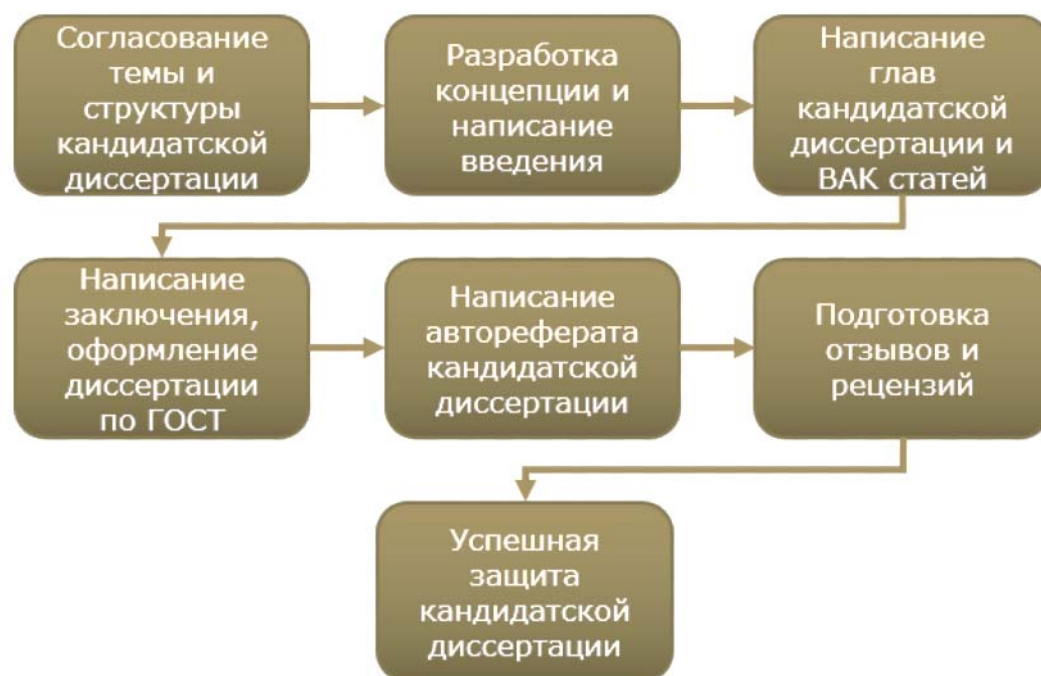 Согласование
темы и
структуры
кандидатской
диссертации
Разработка
концепции и
написание
введения
Написание
глав
кандидатской
диссертации и
ВАК статей
Написание
заключения,
оформление
диссертации
по ГОСТ
Написание
автореферата
кандидатской
диссертации
Подготовка
отзывов и
рецензий
Успешная
защита
кандидатской
диссертации